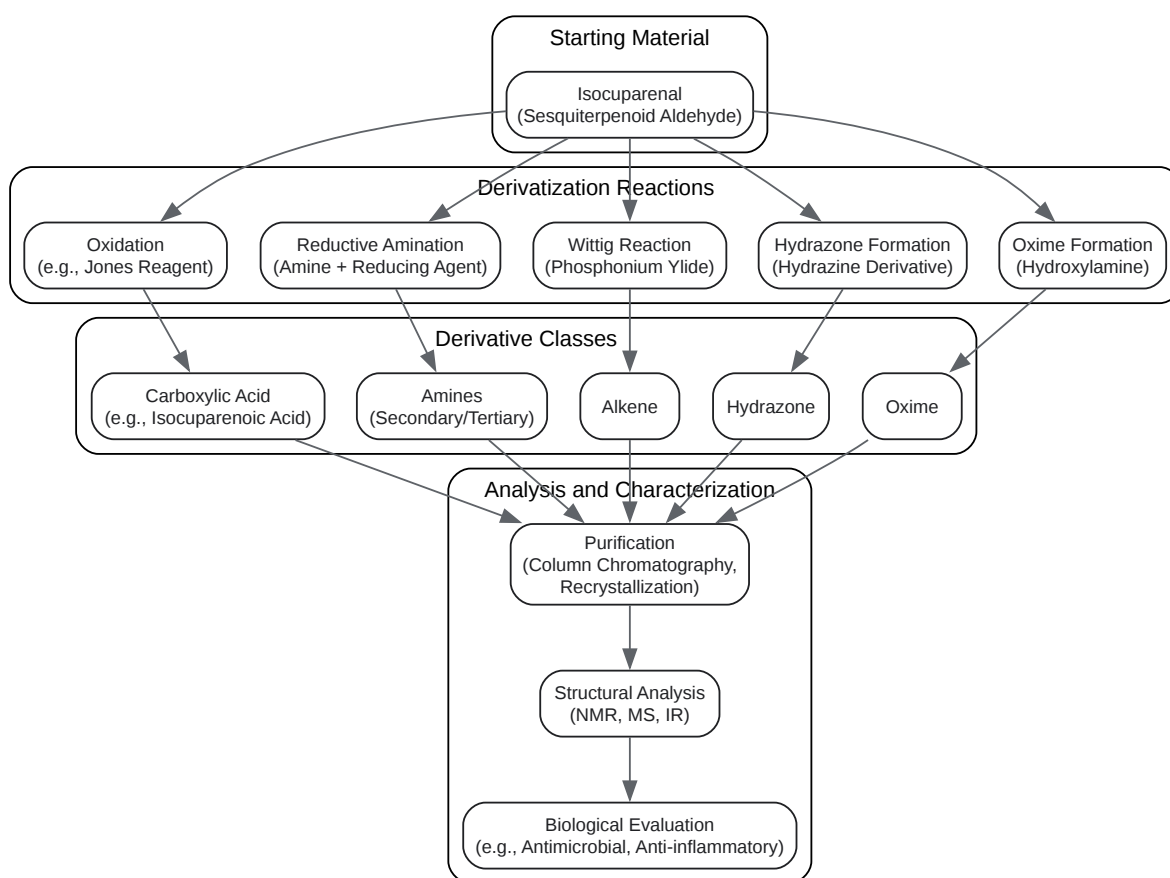 Starting Material
Isocuparenal
(Sesquiterpenoid Aldehyde)
Derivatization Reactions
Oxidation
(e.g., Jones Reagent)
Reductive Amination
(Amine + Reducing Agent)
Wittig Reaction
(Phosphonium Ylide)
Hydrazone Formation
(Hydrazine Derivative)
Oxime Formation
(Hydroxylamine)
Derivative Classes
Carboxylic Acid
(e.g., Isocuparenoic Acid)
Amines
(Secondary/Tertiary)
Alkene
Hydrazone
Oxime
Analysis and Characterization
Purification
(Column Chromatography,
Recrystallization)
Structural Analysis
(NMR, MS, IR)
Biological Evaluation
(e.g., Antimicrobial, Anti-inflammatory)